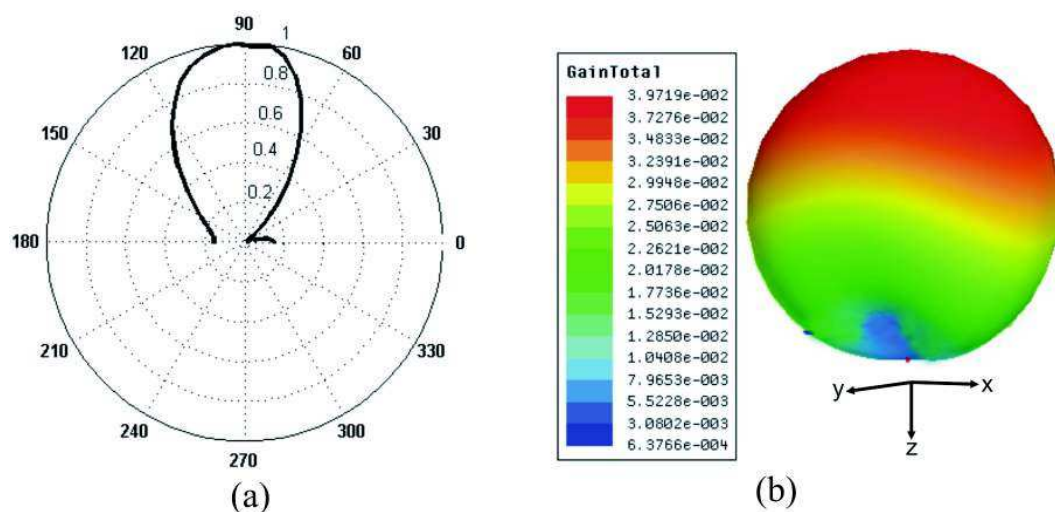 90
1
120
60
0.8
0.6
150
30
0.4
0.2
180
0
210
330
240
300
270
(a)
GainTotal
3.9719e-002
3.7276e-002
3.4833e-002
3.2391e-002
2.9948e-002
2.7506e-002
2.5063e-002
2.2621e-002
2.0178e-002
1.7736e-002
1.5293e-002
1.2850e-002
1.0408e-002
7.9653e-003
5.5228e-003
3.0802e-003
6.3766e-004
y
x
z
(b)